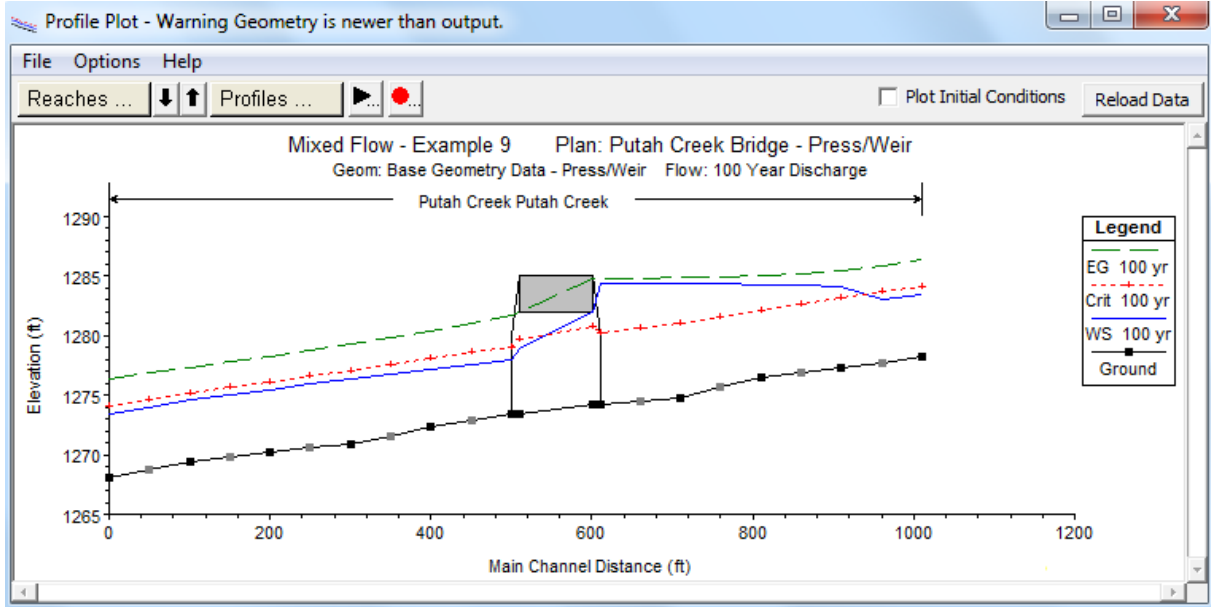 Profile Plot - Warning Geometry is newer than output.
File Options Help
Reaches ... Profiles ... ... ... Plot Initial Conditions Reload Data
Mixed Flow - Example 9 Plan: Putah Creek Bridge - Press/Weir
Geom: Base Geometry Data - Press/Weir Flow: 100 Year Discharge
Putah Creek Putah Creek
1290
1285
1280
1275
1270
1265
Elevation (ft)
0 200 400 600 800 1000 1200
Main Channel Distance (ft)
Legend
EG 100 yr
Crit 100 yr
WS 100 yr
Ground